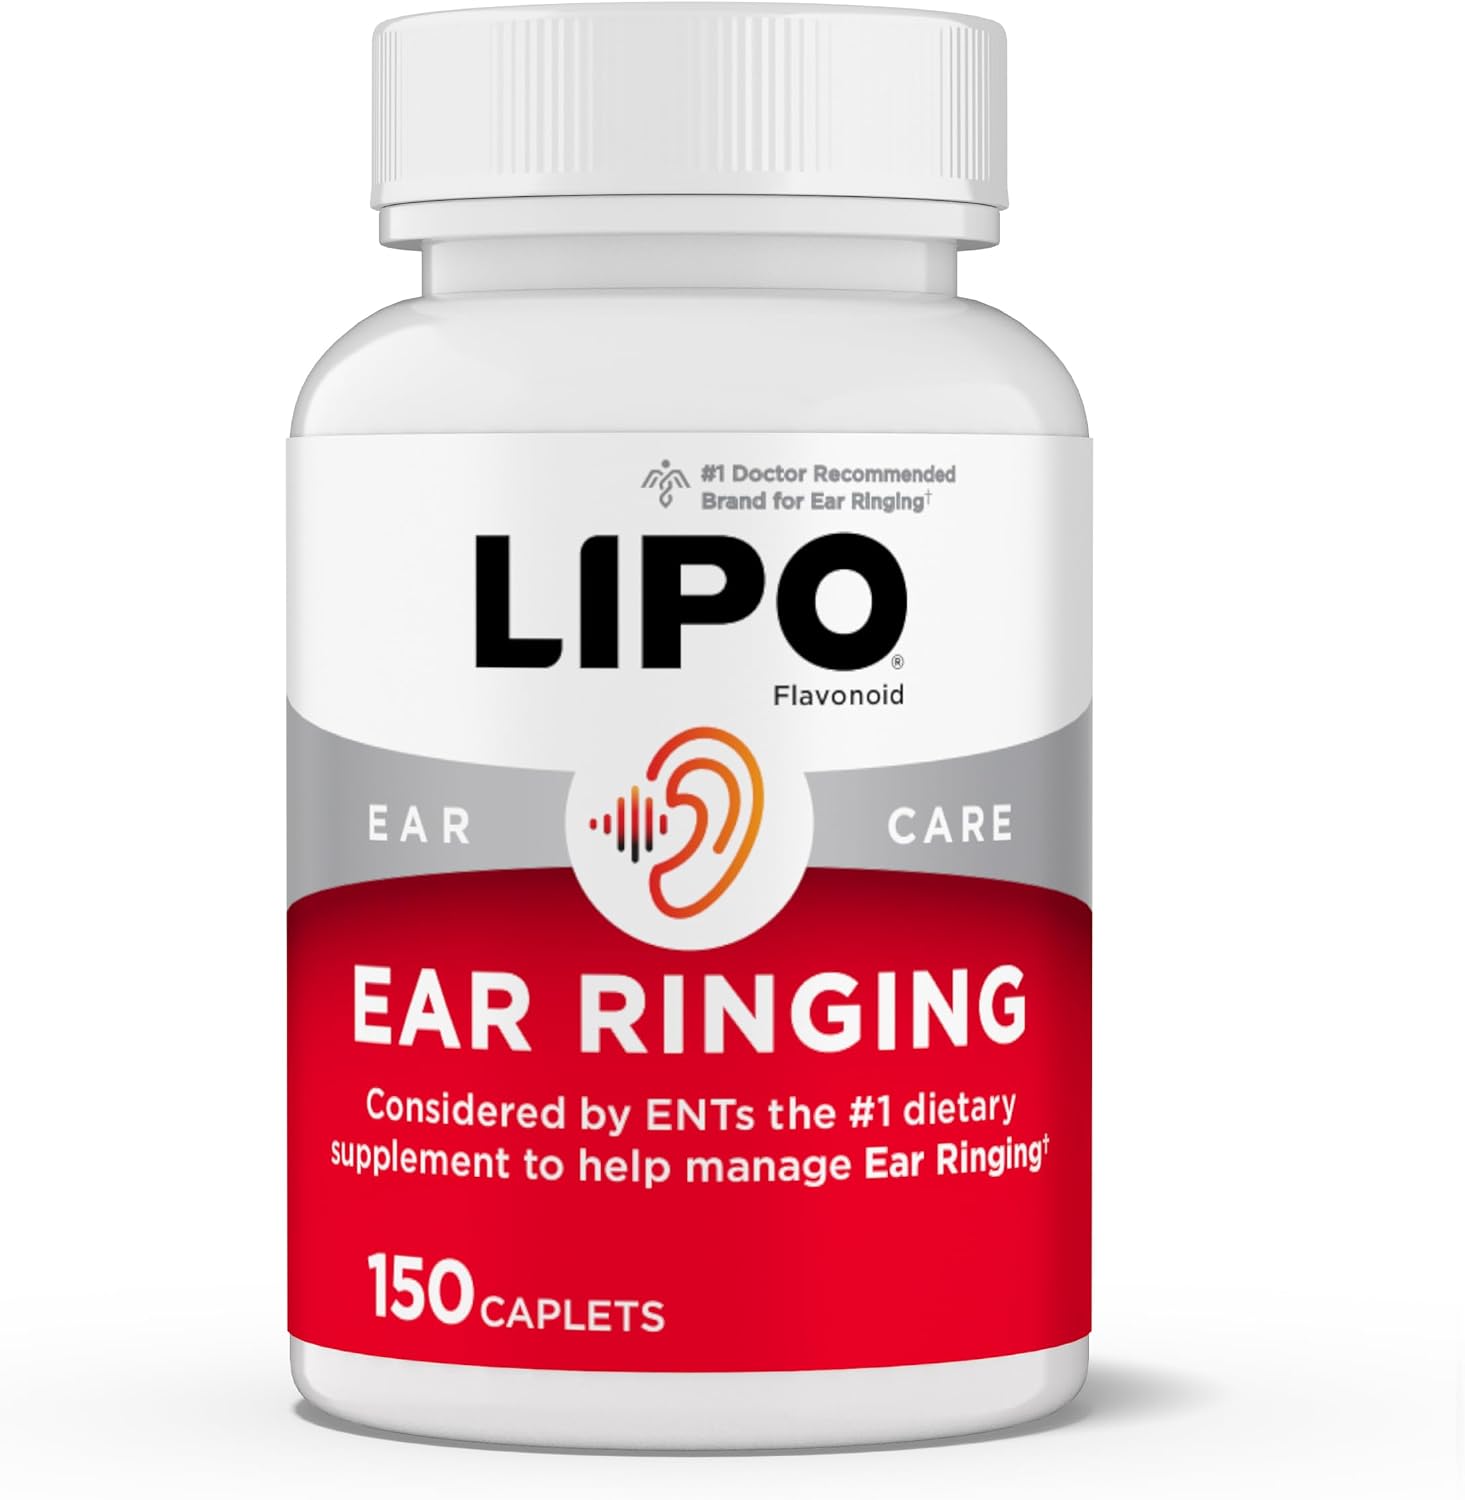 #1 Doctor Recommended
Brand for Ear Ringing†
LIPO®
Flavonoid
EAR CARE
EAR RINGING
Considered by ENTs the #1 dietary
supplement to help manage Ear Ringing†
150 CAPLETS